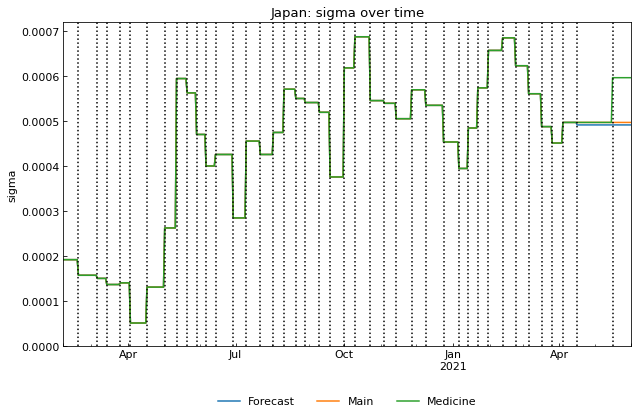 Japan: sigma over time
sigma
0.0007
0.0006
0.0005
0.0004
0.0003
0.0002
0.0001
0.0000
Apr Jul Oct Jan Apr
2021
Forecast Main Medicine